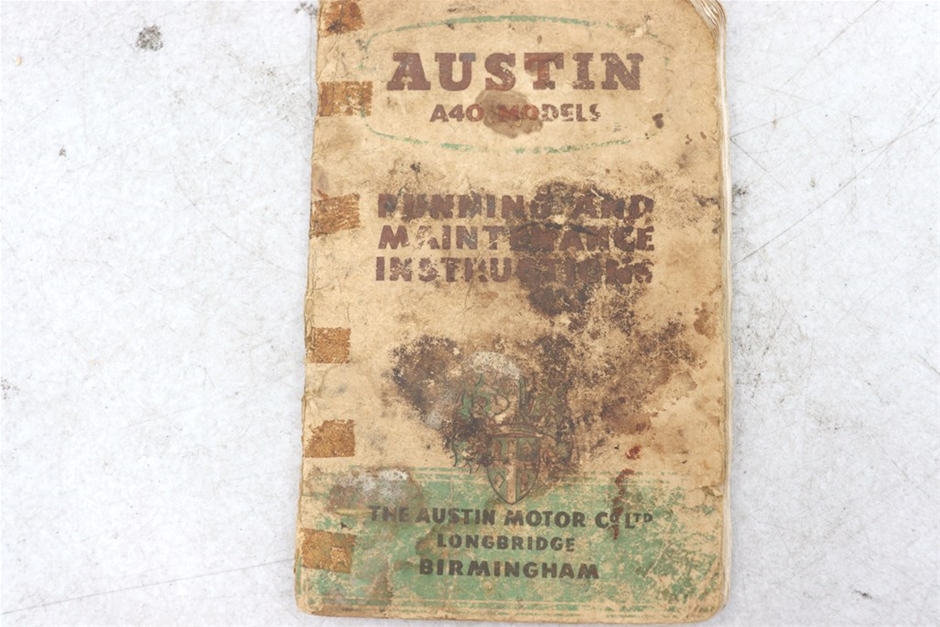 AUSTIN
A40 MODELS
RUNNING AND
MAINTENANCE
INSTRUCTIONS
THE AUSTIN MOTOR Co LTD
LONGBRIDGE
BIRMINGHAM